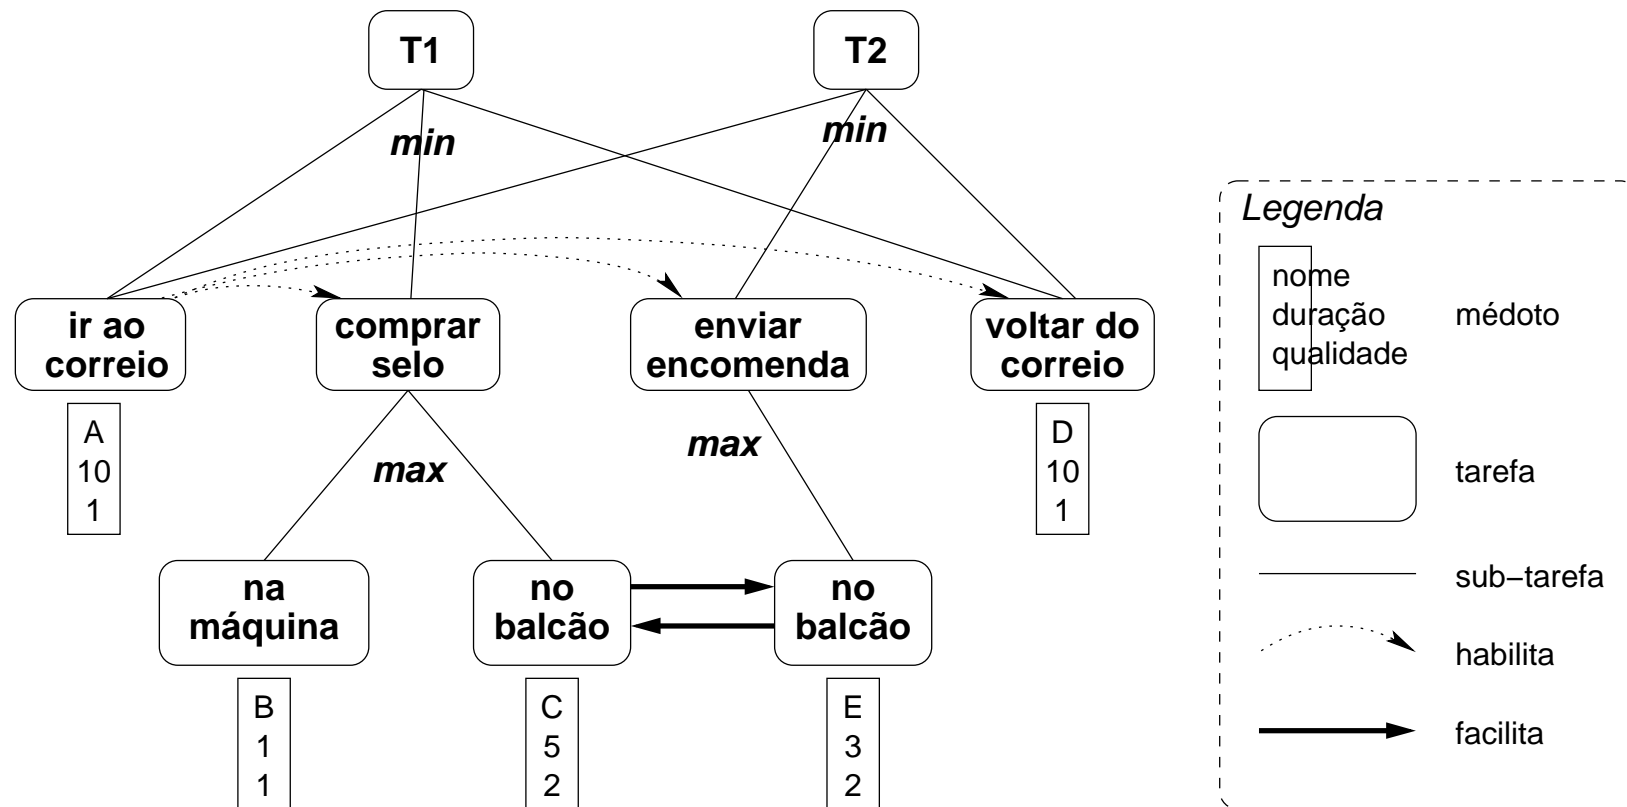 T1
T2
min
min
ir ao
correio
comprar
selo
enviar
encomenda
voltar do
correio
A
10
1
D
10
1
max
max
na
máquina
no
balcão
no
balcão
B
1
1
C
5
2
E
3
2
Legenda
nome
duração
qualidade
médoto
tarefa
sub−tarefa
habilita
facilita